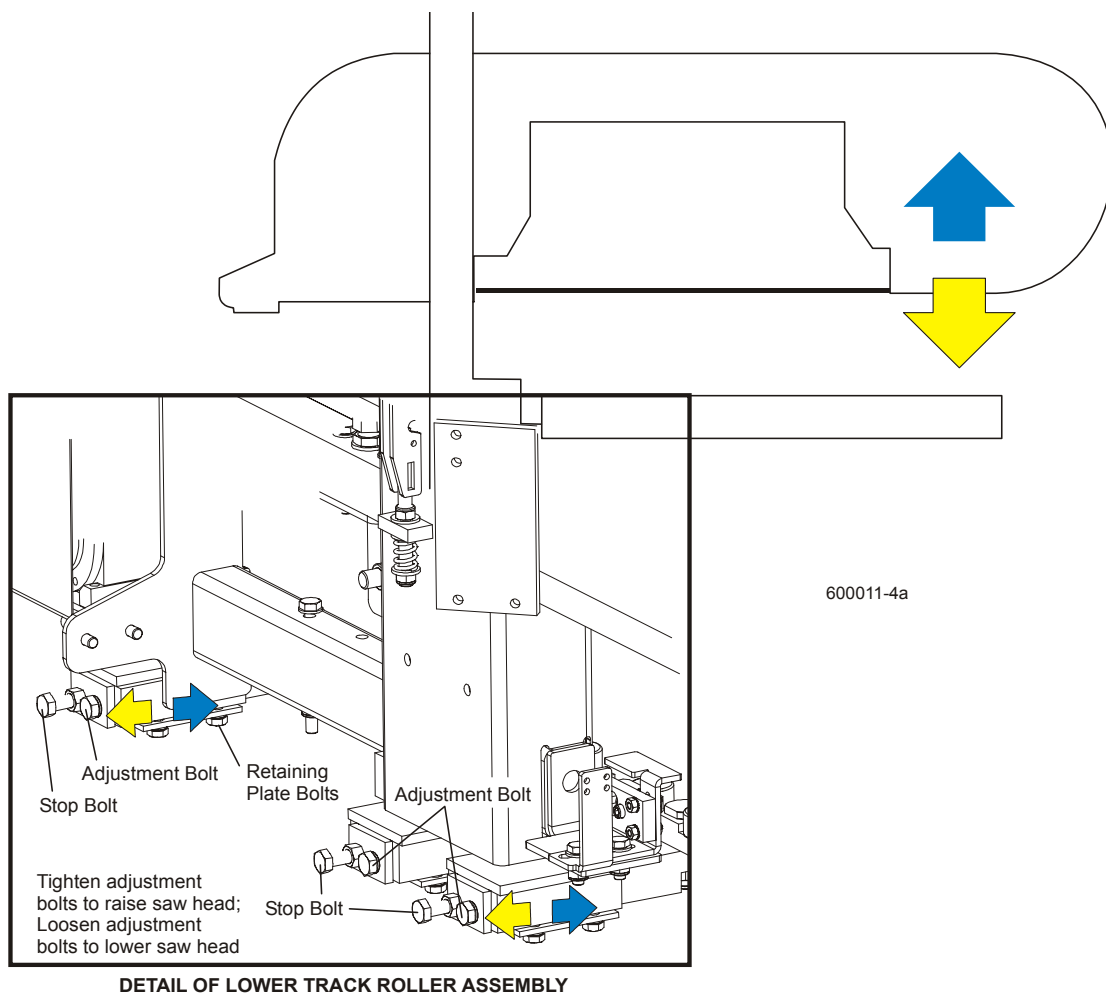 600011-4a
Adjustment Bolt
Stop Bolt
Retaining
Plate Bolts
Adjustment Bolt
Stop Bolt
Tighten adjustment
bolts to raise saw head;
Loosen adjustment
bolts to lower saw head
DETAIL OF LOWER TRACK ROLLER ASSEMBLY